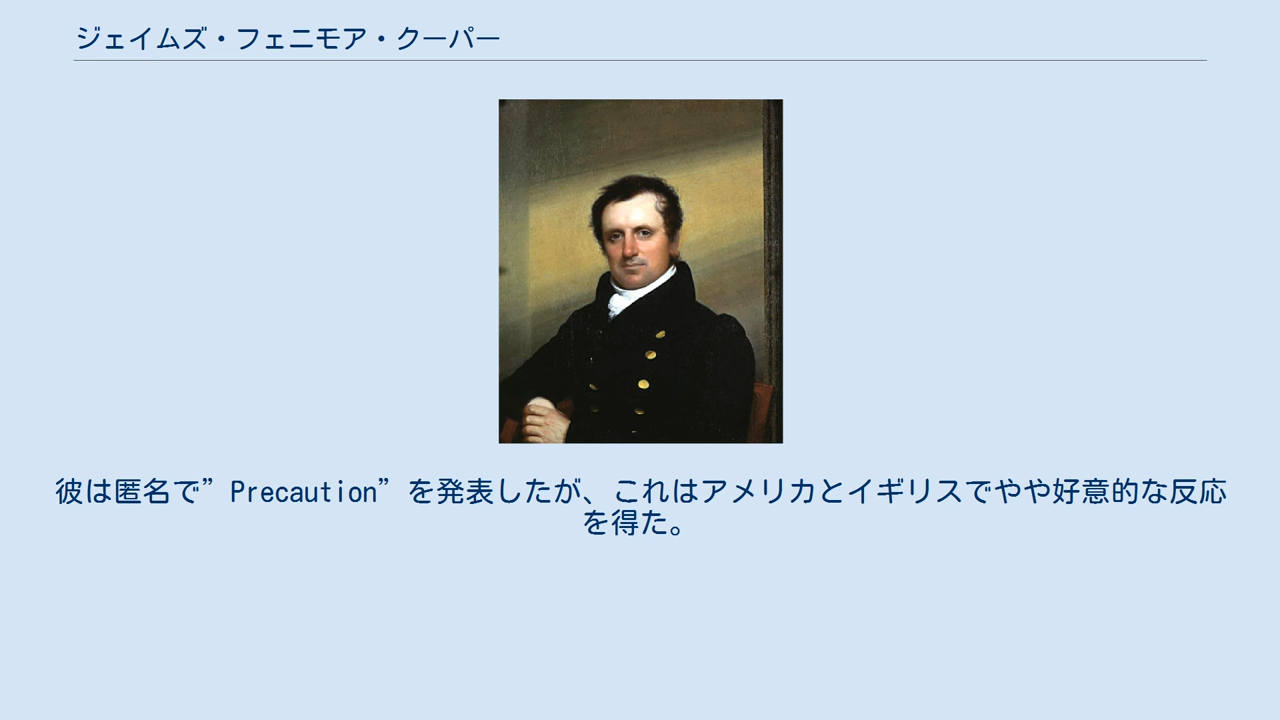 ジェイムズ・フェニモア・クーパー
彼は匿名で”Precaution”を発表したが、これはアメリカとイギリスでやや好意的な反応
を得た。